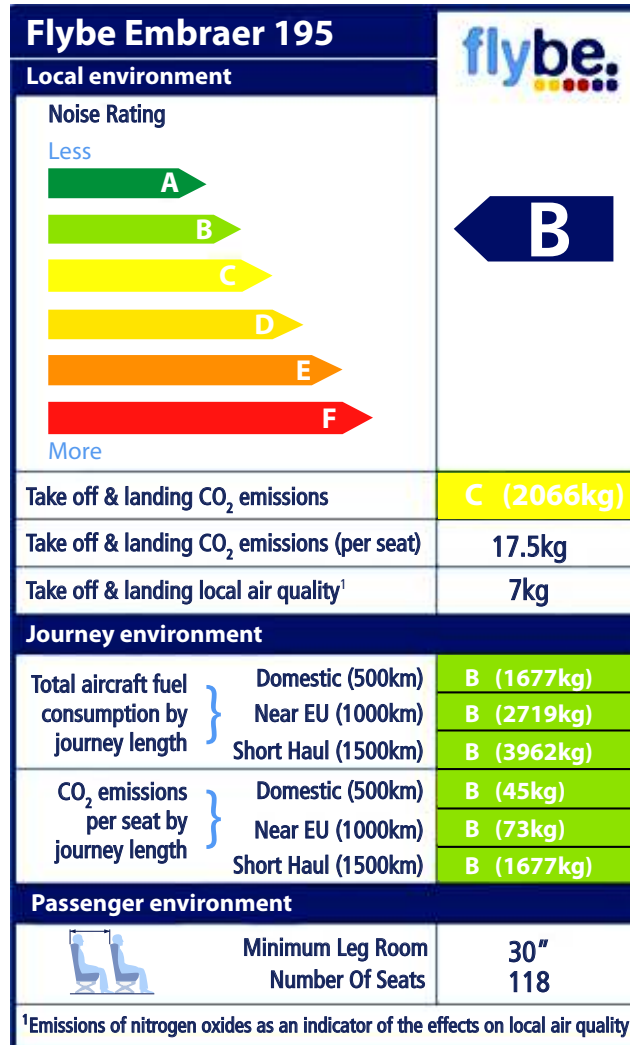 Flybe Embraer 195
flybe.
Local environment
Noise Rating
Less
A
B
B
C
D
E
F
More
Take off & landing CO₂ emissions C (2066kg)
Take off & landing CO₂ emissions (per seat) 17.5kg
Take off & landing local air quality¹ 7kg
Journey environment
Total aircraft fuel consumption by journey length
Domestic (500km) B (1677kg)
Near EU (1000km) B (2719kg)
Short Haul (1500km) B (3962kg)
CO₂ emissions per seat by journey length
Domestic (500km) B (45kg)
Near EU (1000km) B (73kg)
Short Haul (1500km) B (1677kg)
Passenger environment
Minimum Leg Room 30”
Number Of Seats 118
¹Emissions of nitrogen oxides as an indicator of the effects on local air quality